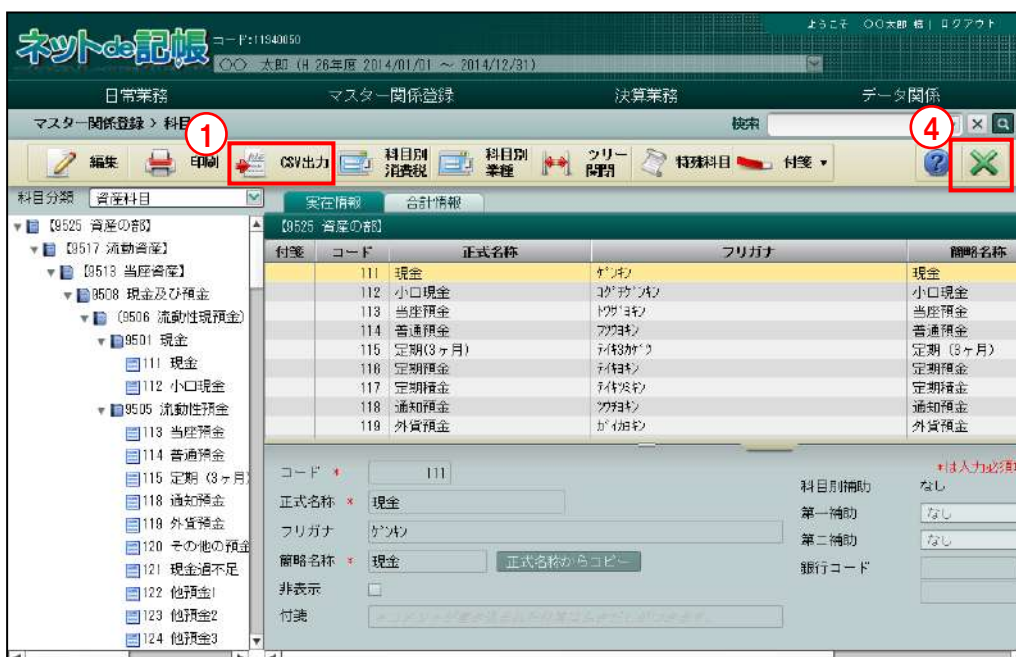 ようこそ 〇〇太郎 様 | ログアウト
ネットde記帳 コード:11940050
〇〇 太郎 (H 26年度 2014/01/01 ～ 2014/12/31)
日常業務 マスター関係登録 決算業務 データ関係
マスター関係登録 > 科目 検索
1 4
編集 印刷 CSV出力 科目別消費税 科目別業種 ツリー開閉 特殊科目 付箋
科目分類 資産科目
実在情報 合計情報
【9525 資産の部】
【9517 流動資産】
【9513 当座資産】
9508 現金及び預金
(9506 流動性現預金)
9501 現金
111 現金
112 小口現金
9505 流動性預金
113 当座預金
114 普通預金
115 定期 (3ヶ月)
118 通知預金
119 外貨預金
120 その他の預金
121 現金過不足
122 他預金1
123 他預金2
124 他預金3
【9525 資産の部】
付箋 コード 正式名称 フリガナ 簡略名称
111 現金 ｹﾞﾝｷﾝ 現金
112 小口現金 ｺｸﾞﾁｹﾞﾝｷﾝ 小口現金
113 当座預金 ﾄｳｻﾞﾖｷﾝ 当座預金
114 普通預金 ﾌﾂｳﾖｷﾝ 普通預金
115 定期(3ヶ月) ﾃｲｷ3ｶｹﾞﾂ 定期 (3ヶ月)
116 定期預金 ﾃｲｷﾖｷﾝ 定期預金
117 定期積金 ﾃｲｷﾂﾐｷﾝ 定期積金
118 通知預金 ﾂｳﾁﾖｷﾝ 通知預金
119 外貨預金 ｶﾞｲｶﾖｷﾝ 外貨預金
*は入力必須
コード * 111
正式名称 * 現金
フリガナ ｹﾞﾝｷﾝ
簡略名称 * 現金 正式名称からコピー
非表示
付箋
科目別補助 なし
第一補助 なし
第二補助 なし
銀行コード